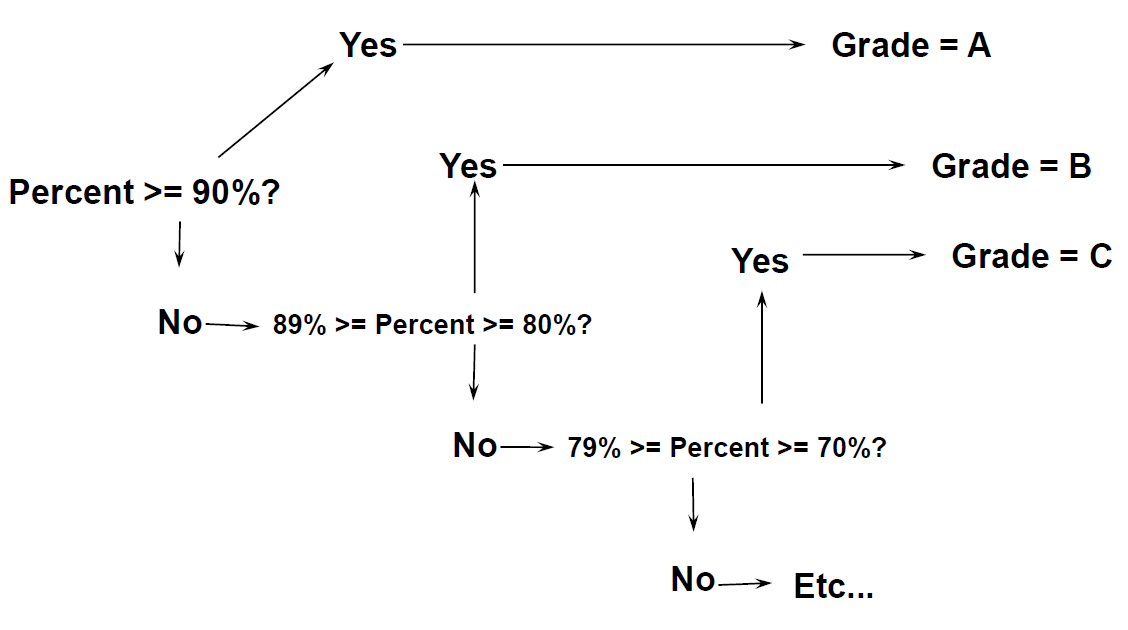 Yes
Grade = A
Percent >= 90%?
Yes
Grade = B
Yes
Grade = C
No
89% >= Percent >= 80%?
No
79% >= Percent >= 70%?
No
Etc...